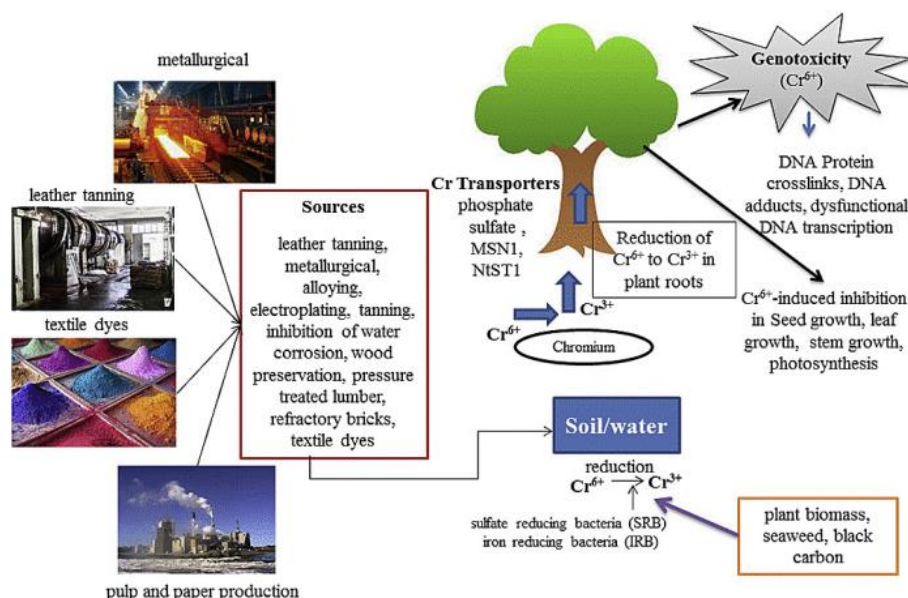 metallurgical
leather tanning
textile dyes
pulp and paper production
Sources
leather tanning,
metallurgical,
alloying,
electroplating, tanning,
inhibition of water
corrosion, wood
preservation, pressure
treated lumber,
refractory bricks,
textile dyes
Cr Transporters
phosphate
sulfate ,
MSN1,
NtST1
Reduction of
Cr⁶⁺ to Cr³⁺ in
plant roots
Cr⁶⁺
Cr³⁺
Chromium
Genotoxicity
(Cr⁶⁺)
DNA Protein
crosslinks, DNA
adducts, dysfunctional
DNA transcription
Cr⁶⁺-induced inhibition
in Seed growth, leaf
growth, stem growth,
photosynthesis
Soil/water
reduction
Cr⁶⁺ → Cr³⁺
sulfate reducing bacteria (SRB)
iron reducing bacteria (IRB)
plant biomass,
seaweed, black
carbon